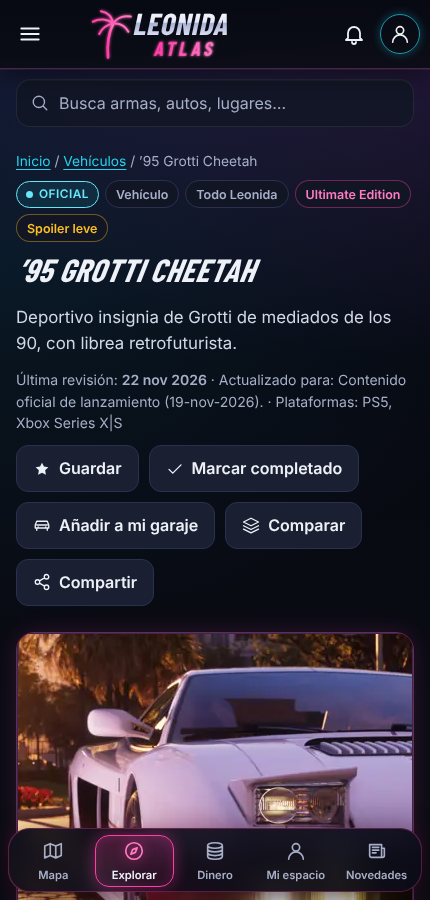 LEONIDA
ATLAS
Busca armas, autos, lugares...
Inicio / Vehículos / '95 Grotti Cheetah
OFICIAL Vehículo Todo Leonida Ultimate Edition
Spoiler leve
'95 GROTTI CHEETAH
Deportivo insignia de Grotti de mediados de los
90, con librea retrofuturista.
Última revisión: 22 nov 2026 · Actualizado para: Contenido
oficial de lanzamiento (19-nov-2026). · Plataformas: PS5,
Xbox Series X|S
Guardar Marcar completado
Añadir a mi garaje Comparar
Compartir
Mapa Explorar Dinero Mi espacio Novedades